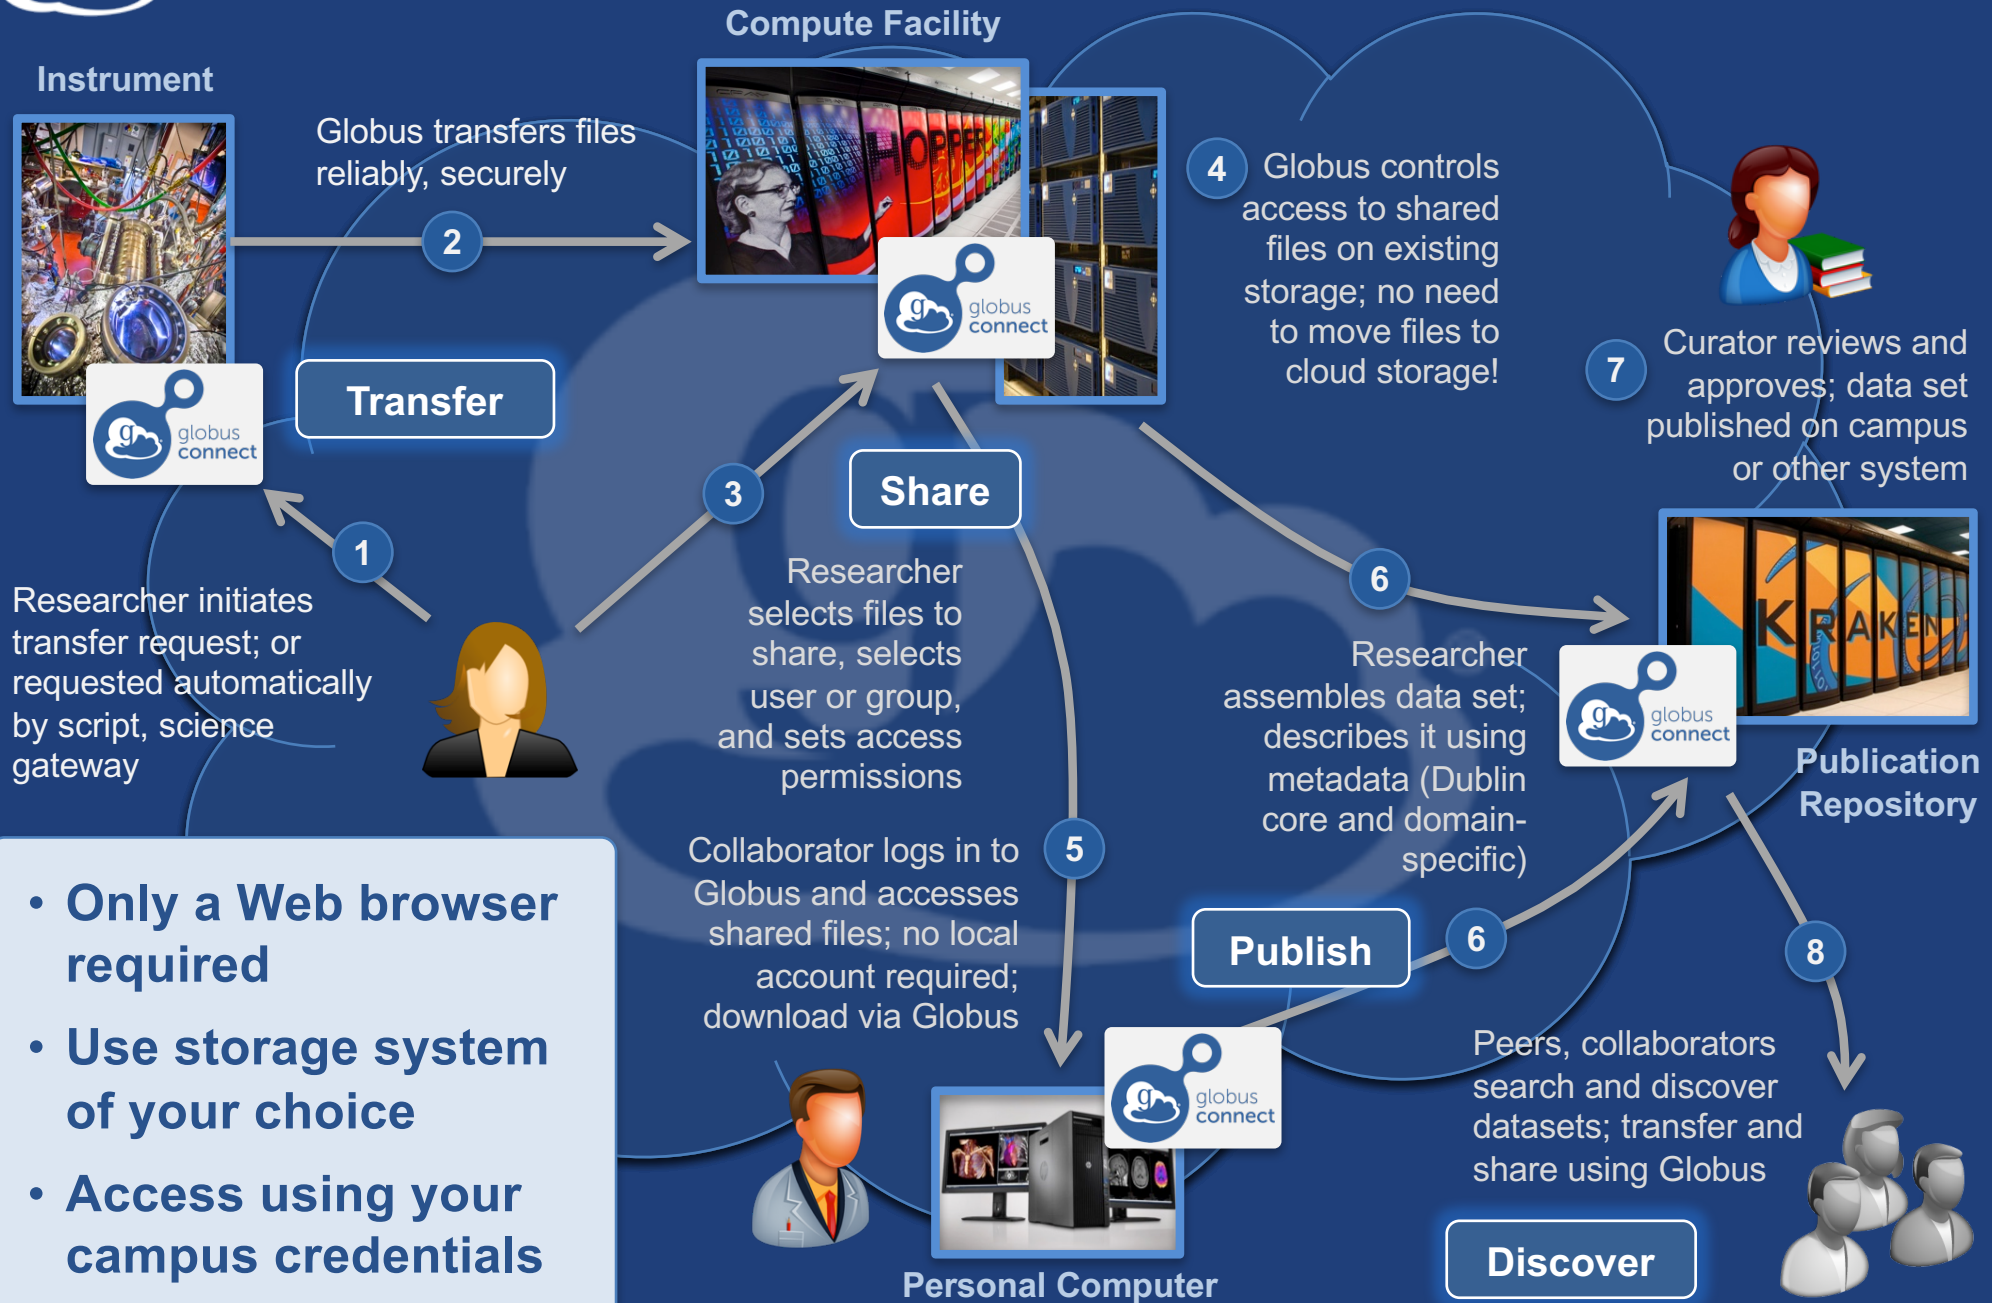 Compute Facility
Instrument
Globus transfers files
reliably, securely
2
HOPPER
globus
connect
4
Globus controls
access to shared
files on existing
storage; no need
to move files to
cloud storage!
7
Curator reviews and
approves; data set
published on campus
or other system
globus
connect
Transfer
3
Share
1
Researcher initiates
transfer request; or
requested automatically
by script, science
gateway
Researcher
selects files to
share, selects
user or group,
and sets access
permissions
6
KRAKEN
globus
connect
Publication
Repository
Researcher
assembles data set;
describes it using
metadata (Dublin
core and domain-
specific)
5
Collaborator logs in to
Globus and accesses
shared files; no local
account required;
download via Globus
Publish
6
8
• Only a Web browser
required
• Use storage system
of your choice
• Access using your
campus credentials
globus
connect
Personal Computer
Peers, collaborators
search and discover
datasets; transfer and
share using Globus
Discover